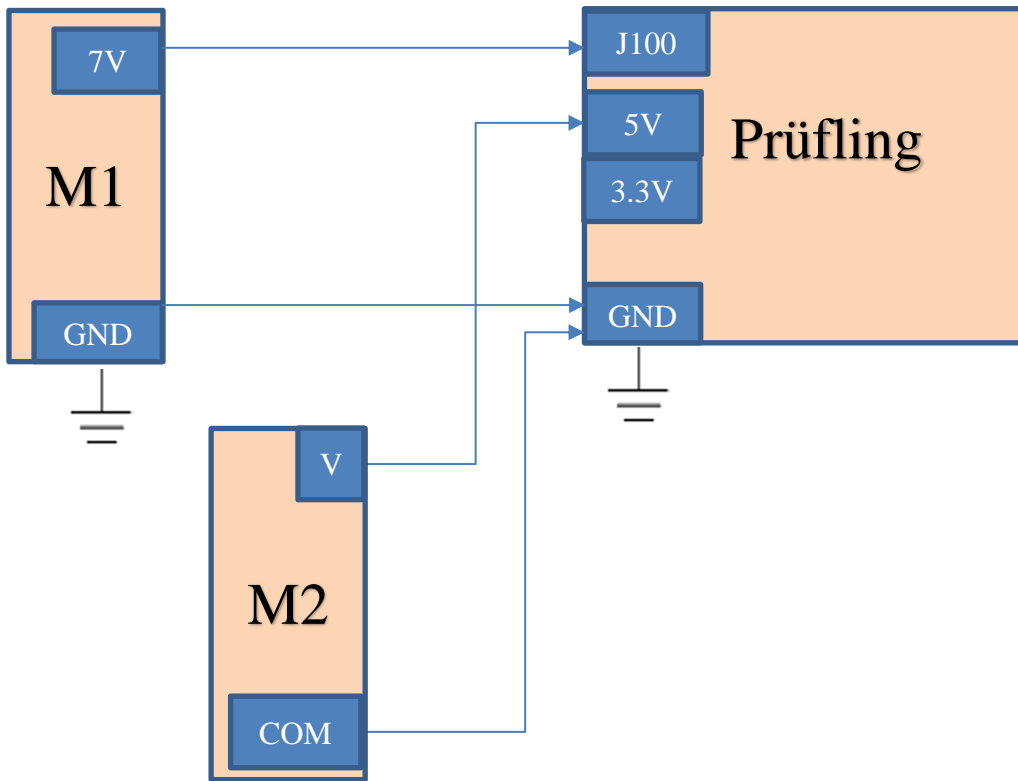 7V
M1
GND
J100
5V
3.3V
Prüfling
GND
V
M2
COM